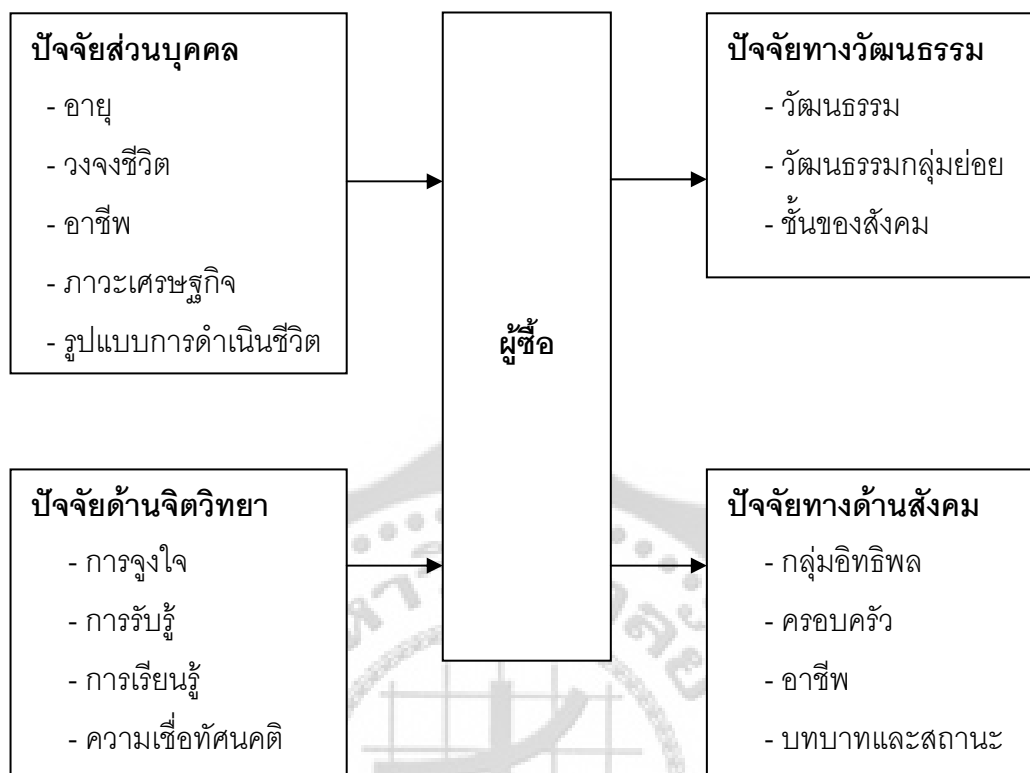 ปัจจัยส่วนบุคคล
- อายุ
- วงจงชีวิต
- อาชีพ
- ภาวะเศรษฐกิจ
- รูปแบบการดำเนินชีวิต
ปัจจัยด้านจิตวิทยา
- การจูงใจ
- การรับรู้
- การเรียนรู้
- ความเชื่อทัศนคติ
ผู้ซื้อ
ปัจจัยทางวัฒนธรรม
- วัฒนธรรม
- วัฒนธรรมกลุ่มย่อย
- ชั้นของสังคม
ปัจจัยทางด้านสังคม
- กลุ่มอิทธิพล
- ครอบครัว
- อาชีพ
- บทบาทและสถานะ